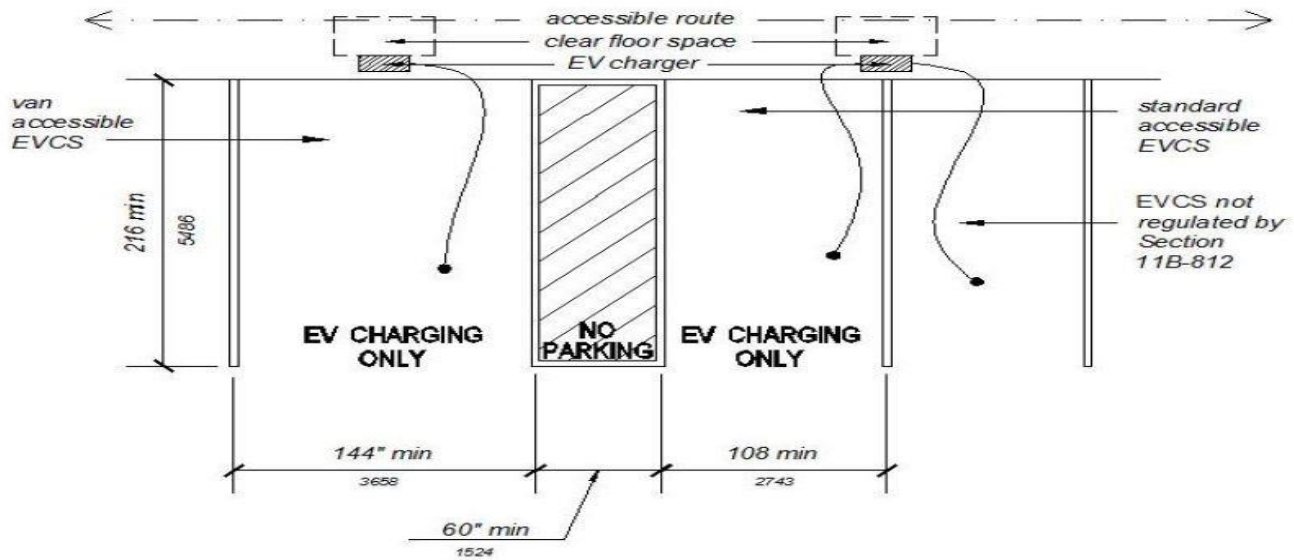 accessible route
clear floor space
EV charger
van
accessible
EVCS
standard
accessible
EVCS
216 min
5486
EVCS not
regulated by
Section
11B-812
EV CHARGING
ONLY
NO
PARKING
EV CHARGING
ONLY
144" min
3658
108 min
2743
60" min
1524